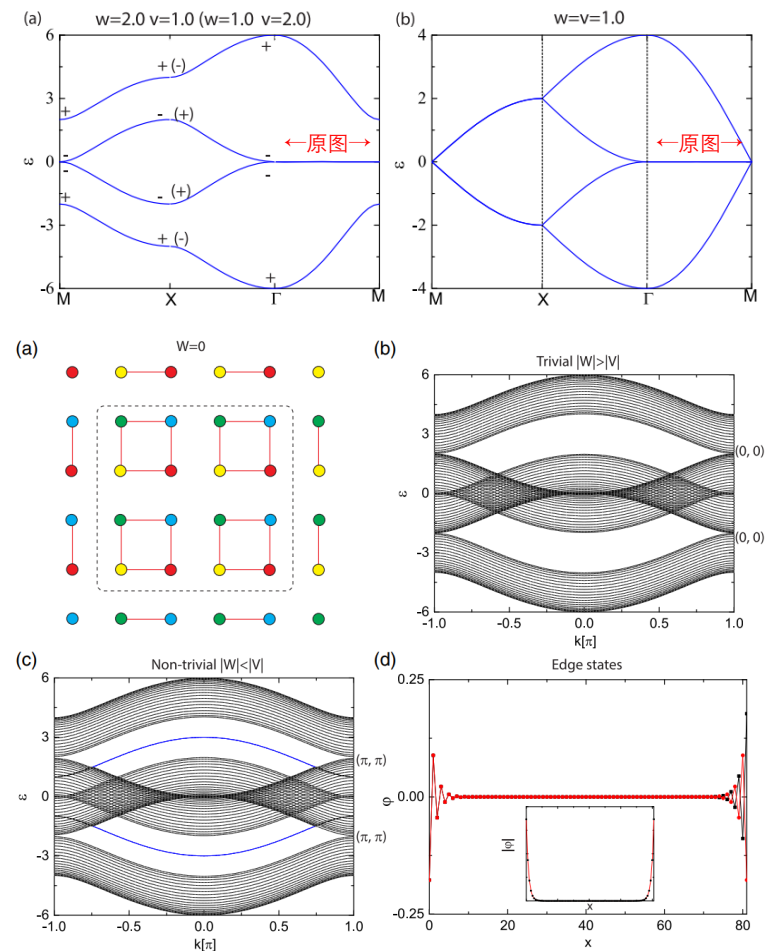 (a) w=2.0 v=1.0 (w=1.0 v=2.0)
6
3
0
-3
-6
ε
+ - - +
+ (-)
- (+)
- (+)
+ (-)
+ - - +
←原图→
M X Γ M
(b) w=v=1.0
4
2
0
-2
-4
ε
←原图→
M X Γ M
(a) W=0
(b) Trivial |W|>|V|
6
3
0
-3
-6
ε
(0, 0)
(0, 0)
-1.0 -0.5 0.0 0.5 1.0
k[π]
(c) Non-trivial |W|<|V|
6
3
0
-3
-6
ε
(π, π)
(π, π)
-1.0 -0.5 0.0 0.5 1.0
k[π]
(d) Edge states
0.25
0.00
-0.25
φ
|φ|
x
0 20 40 60 80
x